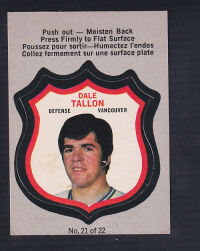 Push out — Moisten Back
Press Firmly to Flat Surface
Poussez pour sortir—Humectez l'endos
Collez fermement sur une surface plate
DALE
TALLON
DEFENSE VANCOUVER
No. 21 of 22